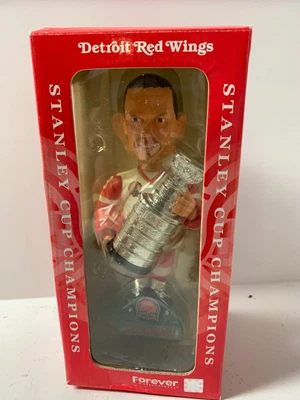 Detroit Red Wings
STANLEY CUP CHAMPIONS
STANLEY CUP CHAMPIONS
Forever